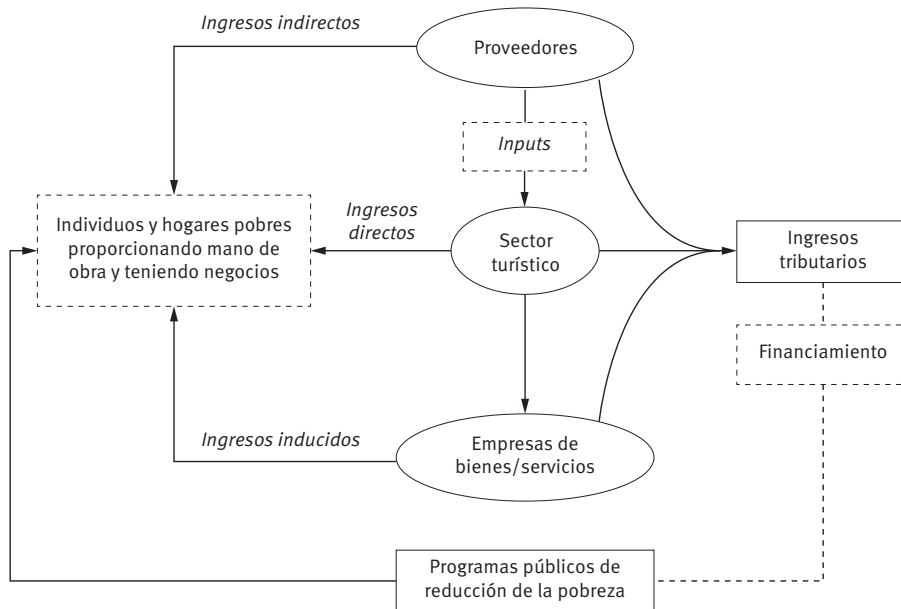 Ingresos indirectos
Proveedores
Inputs
Individuos y hogares pobres
proporcionando mano de
obra y teniendo negocios
Ingresos
directos
Sector
turístico
Ingresos
tributarios
Financiamiento
Ingresos inducidos
Empresas de
bienes/servicios
Programas públicos de
reducción de la pobreza